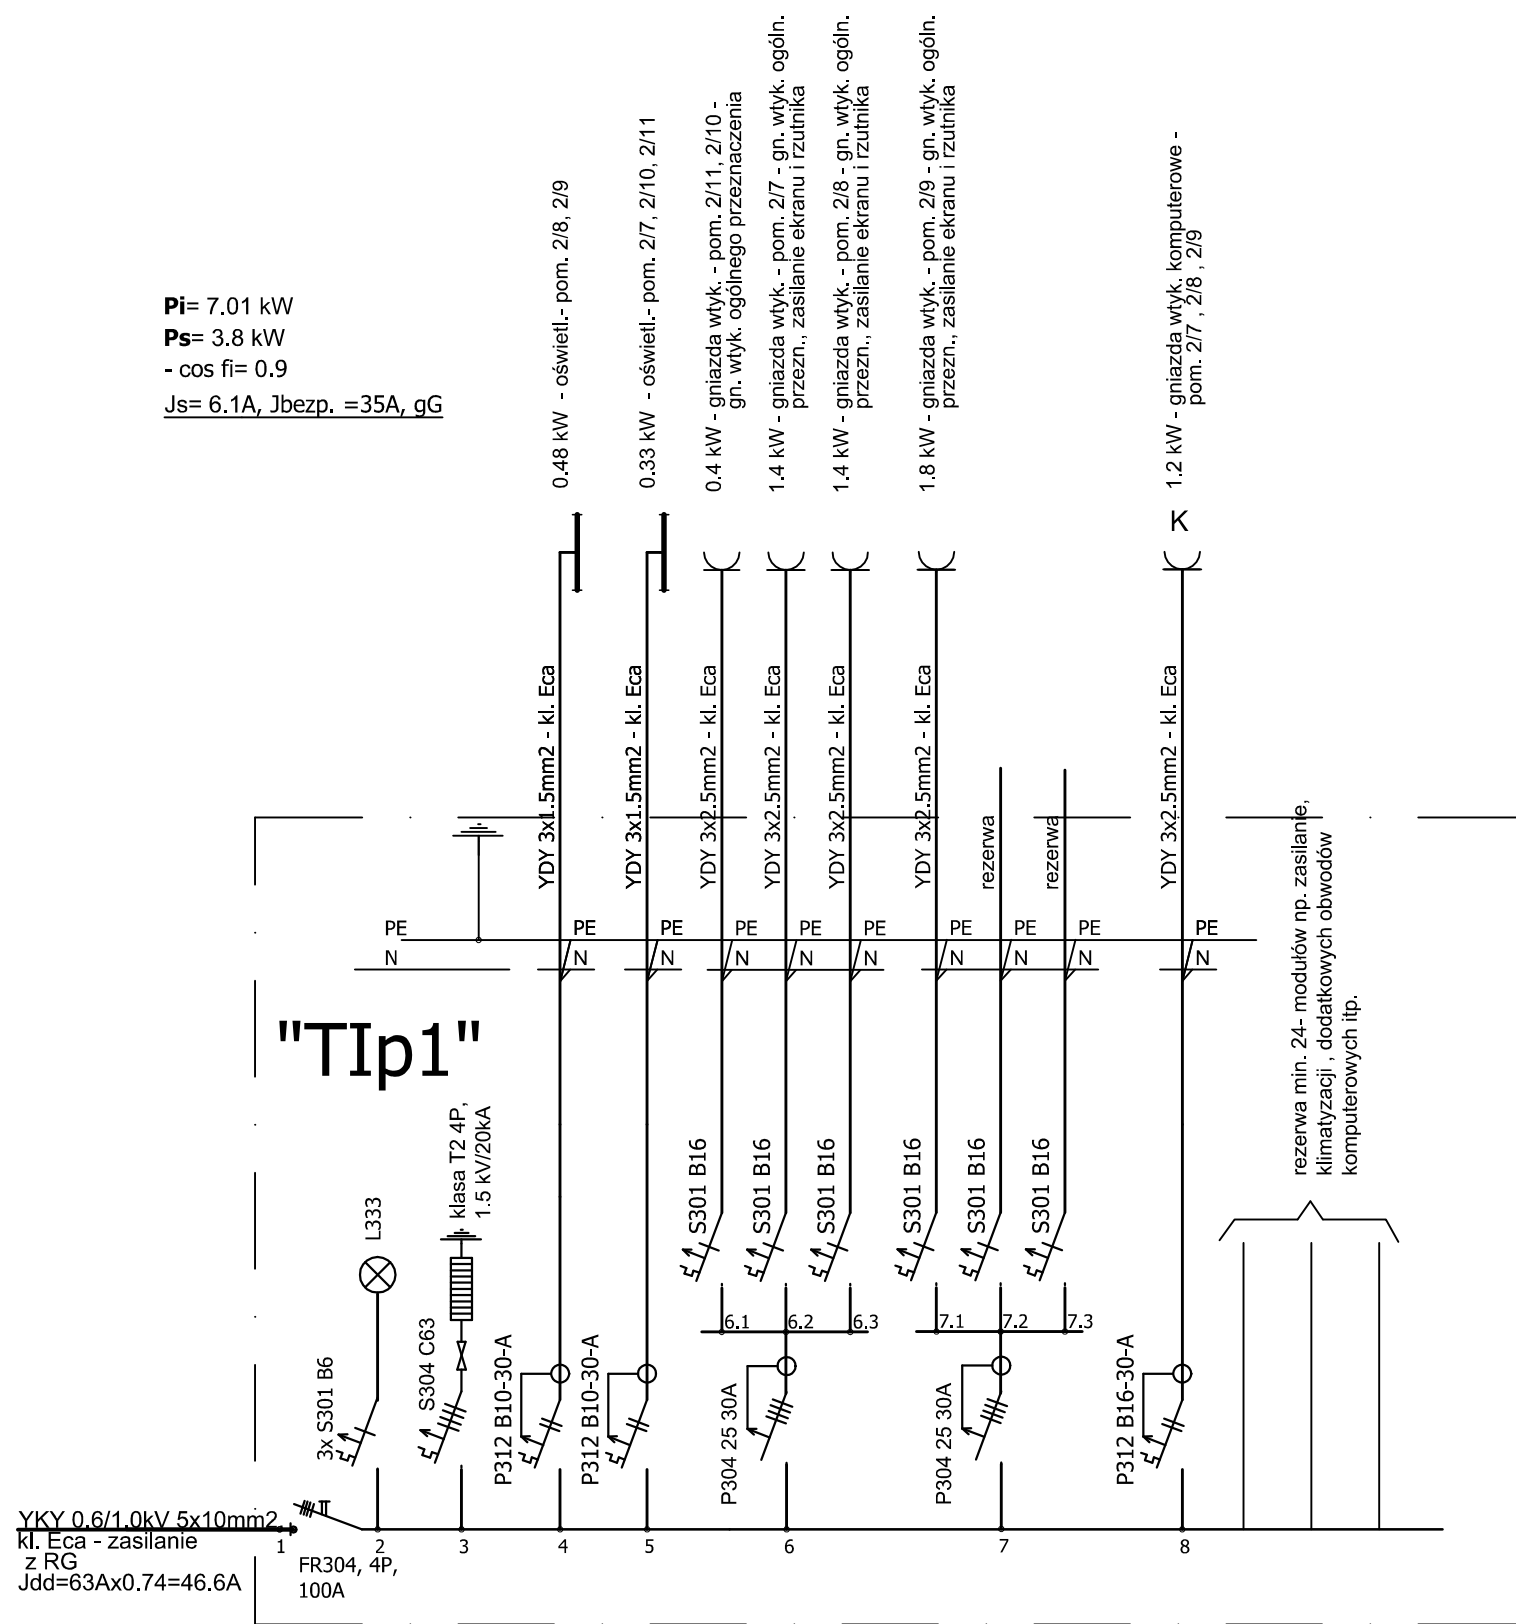 Pi= 7.01 kW
Ps= 3.8 kW
- cos fi= 0.9
Js= 6.1A, Jbezp. =35A, gG
0.48 kW - oświetl.- pom. 2/8, 2/9
0.33 kW - oświetl.- pom. 2/7, 2/10, 2/11
0.4 kW - gniazda wtyk. - pom. 2/11, 2/10 -
gn. wtyk. ogólnego przeznaczenia
1.4 kW - gniazda wtyk. - pom. 2/7 - gn. wtyk. ogóln.
przezn., zasilanie ekranu i rzutnika
1.4 kW - gniazda wtyk. - pom. 2/8 - gn. wtyk. ogóln.
przezn., zasilanie ekranu i rzutnika
1.8 kW - gniazda wtyk. - pom. 2/9 - gn. wtyk. ogóln.
przezn., zasilanie ekranu i rzutnika
1.2 kW - gniazda wtyk. komputerowe -
pom. 2/7 , 2/8 , 2/9
K
YDY 3x1.5mm2 - kl. Eca
YDY 3x1.5mm2 - kl. Eca
YDY 3x2.5mm2 - kl. Eca
YDY 3x2.5mm2 - kl. Eca
YDY 3x2.5mm2 - kl. Eca
YDY 3x2.5mm2 - kl. Eca
rezerwa
rezerwa
YDY 3x2.5mm2 - kl. Eca
rezerwa min. 24- modułów np. zasilanie,
klimatyzacji , dodatkowych obwodów
komputerowych itp.
PE PE PE PE PE PE PE PE PE PE
N N N N N N N N N N
"TIp1"
L333
klasa T2 4P,
1.5 kV/20kA
S301 B16
S301 B16
S301 B16
S301 B16
S301 B16
S301 B16
6.1 6.2 6.3 7.1 7.2 7.3
3x S301 B6
S304 C63
P312 B10-30-A
P312 B10-30-A
P304 25 30A
P304 25 30A
P312 B16-30-A
YKY 0.6/1.0kV 5x10mm2
kl. Eca - zasilanie
z RG
Jdd=63Ax0.74=46.6A
1 2 3 4 5 6 7 8
FR304, 4P,
100A